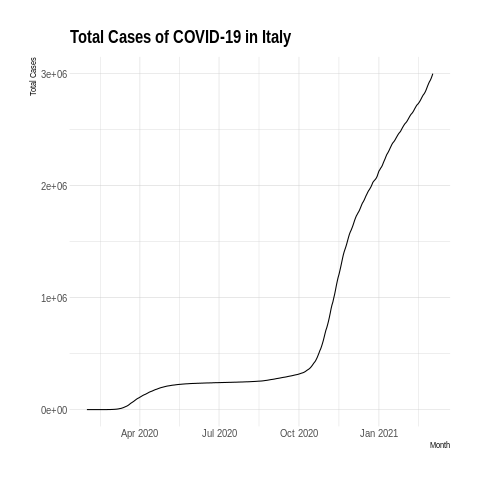 Total Cases of COVID-19 in Italy
Total Cases
3e+06
2e+06
1e+06
0e+00
Apr 2020
Jul 2020
Oct 2020
Jan 2021
Month